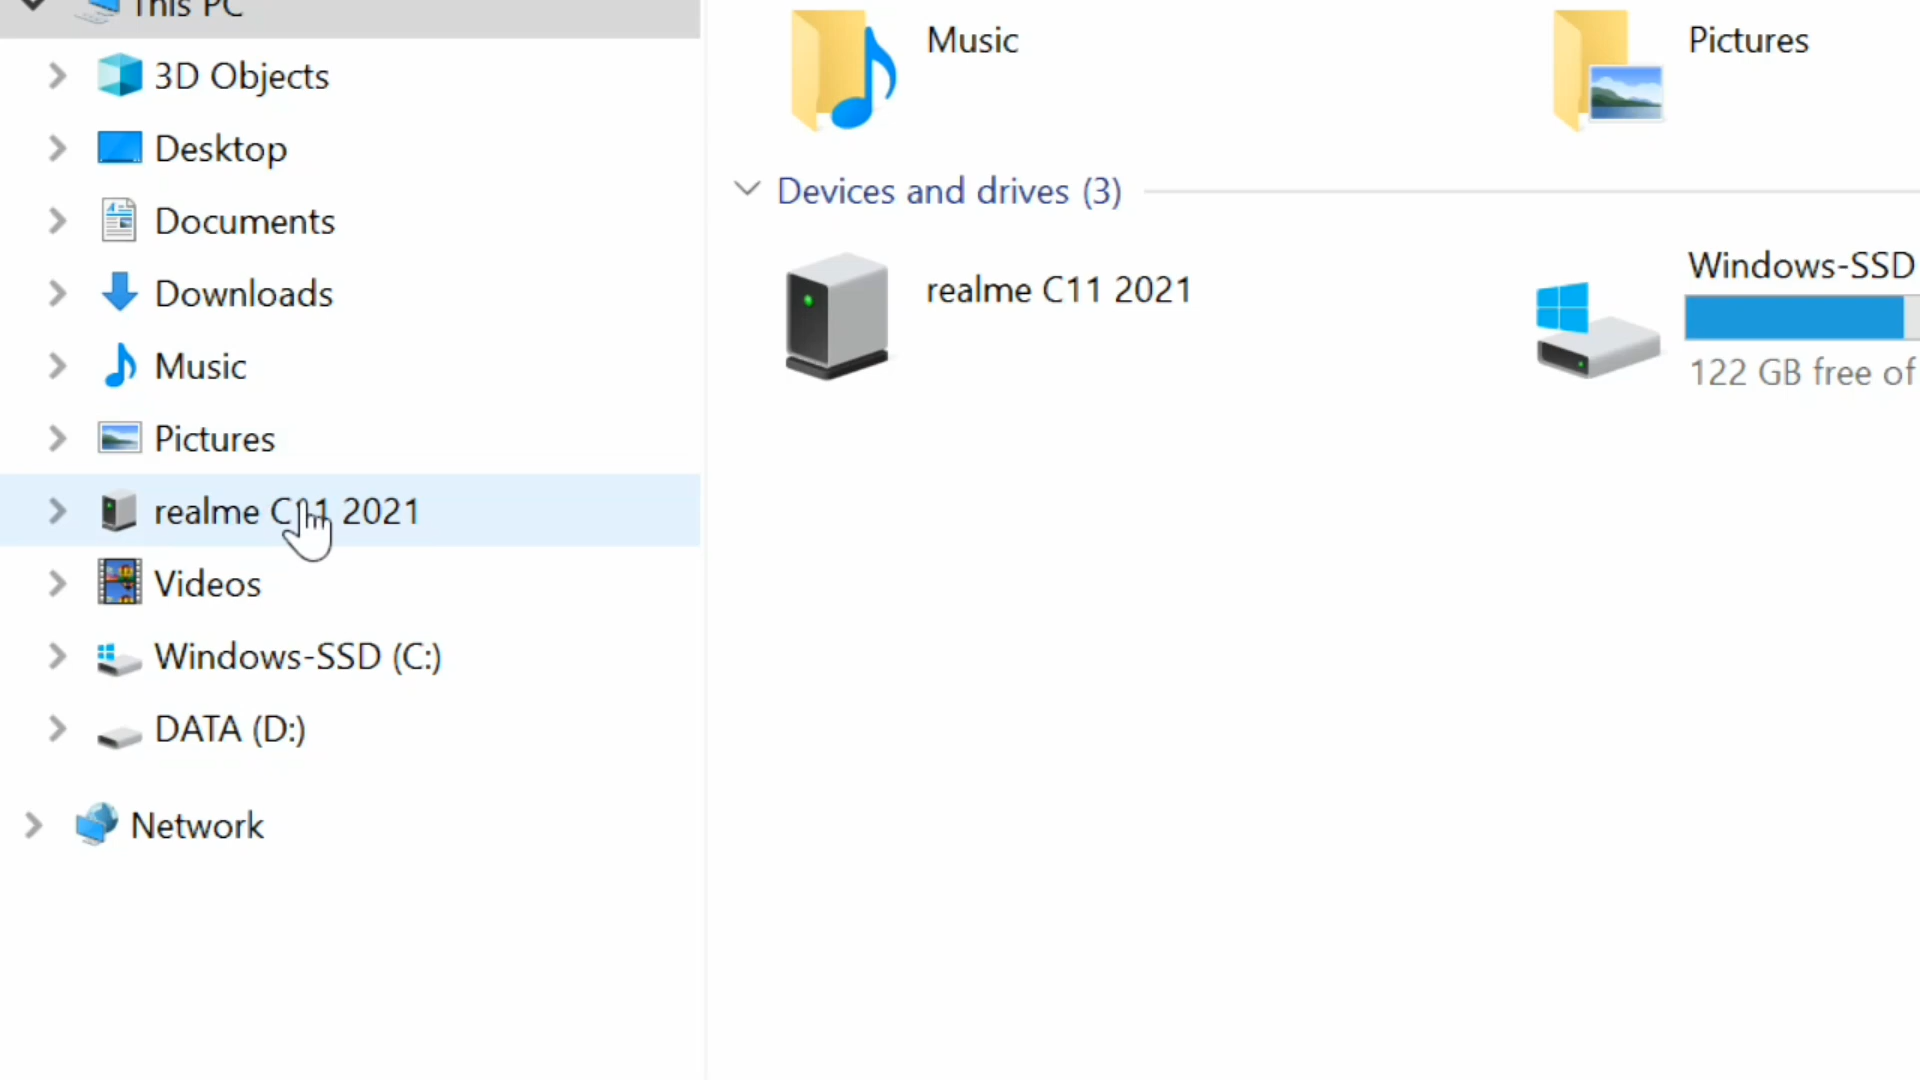 This PC
3D Objects
Desktop
Documents
Downloads
Music
Pictures
realme C11 2021
Videos
Windows-SSD (C:)
DATA (D:)
Network
Music
Pictures
Devices and drives (3)
realme C11 2021
Windows-SSD
122 GB free of